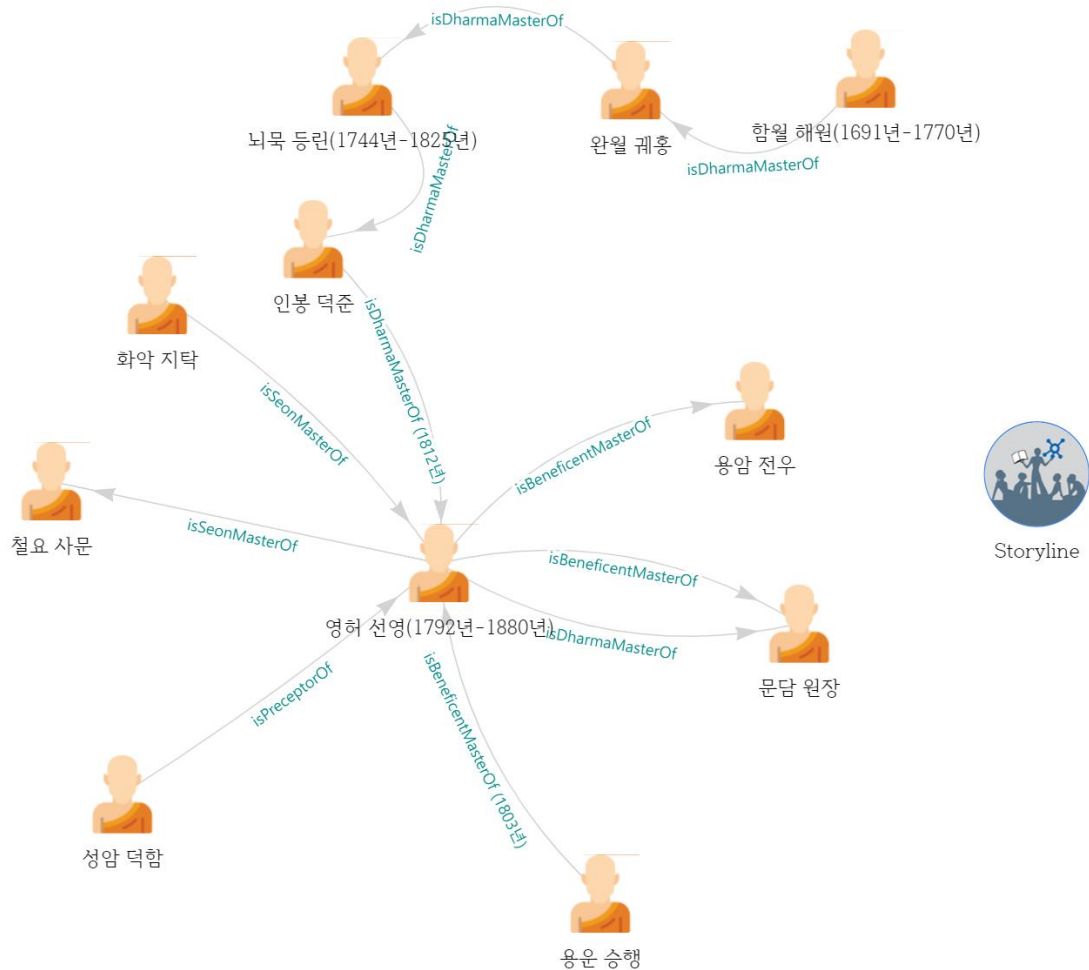 isDharmaMasterOf
뇌묵 등린(1744년-1825년)
완월 궤홍
함월 해원(1691년-1770년)
isDharmaMasterOf
isDharmaMasterOf
인봉 덕준
화악 지탁
isDharmaMasterOf (1812년)
isSeonMasterOf
용암 전우
isBeneficentMasterOf
철요 사문
isSeonMasterOf
Storyline
isBeneficentMasterOf
영허 선영(1792년-1880년)
isDharmaMasterOf
문담 원장
isPreceptorOf
isBeneficentMasterOf (1803년)
성암 덕함
용운 승행